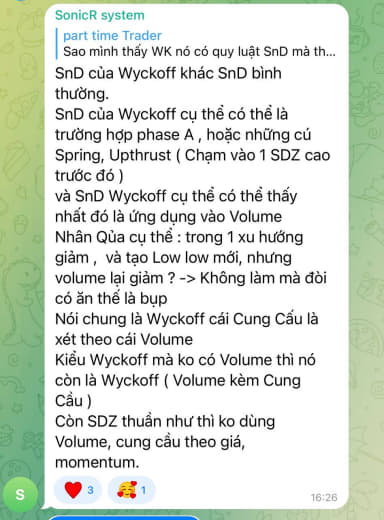 SonicR system
part time Trader
Sao mình thấy WK nó có quy luật SnD mà th...
SnD của Wyckoff khác SnD bình
thường.
SnD của Wyckoff cụ thể có thể là
trường hợp phase A , hoặc những cú
Spring, Upthrust ( Chạm vào 1 SDZ cao
trước đó )
và SnD Wyckoff cụ thể có thể thấy
nhất đó là ứng dụng vào Volume
Nhân Qủa cụ thể : trong 1 xu hướng
giảm , và tạo Low low mới, nhưng
volume lại giảm ? -> Không làm mà đòi
có ăn thế là bụp
Nói chung là Wyckoff cái Cung Cấu là
xét theo cái Volume
Kiểu Wyckoff mà ko có Volume thì nó
còn là Wyckoff ( Volume kèm Cung
Cầu )
Còn SDZ thuần như thì ko dùng
Volume, cung cầu theo giá,
momentum.
S
3
1
16:26